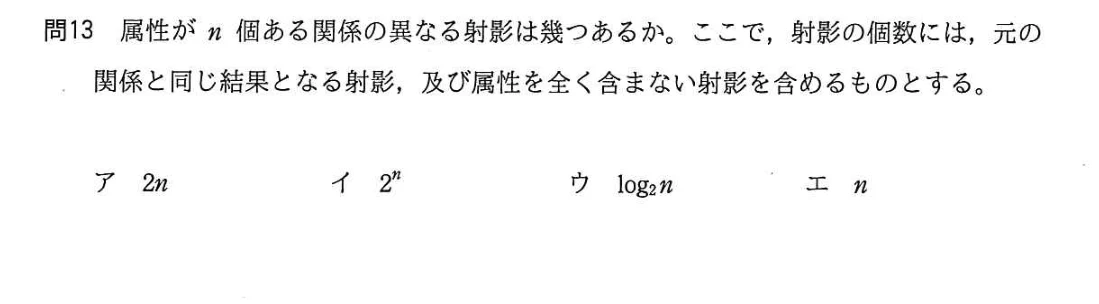 問13　属性が n 個ある関係の異なる射影は幾つあるか。ここで，射影の個数には，元の
関係と同じ結果となる射影，及び属性を全く含まない射影を含めるものとする。
ア　2n　　イ　2ⁿ　　ウ　log₂n　　エ　n